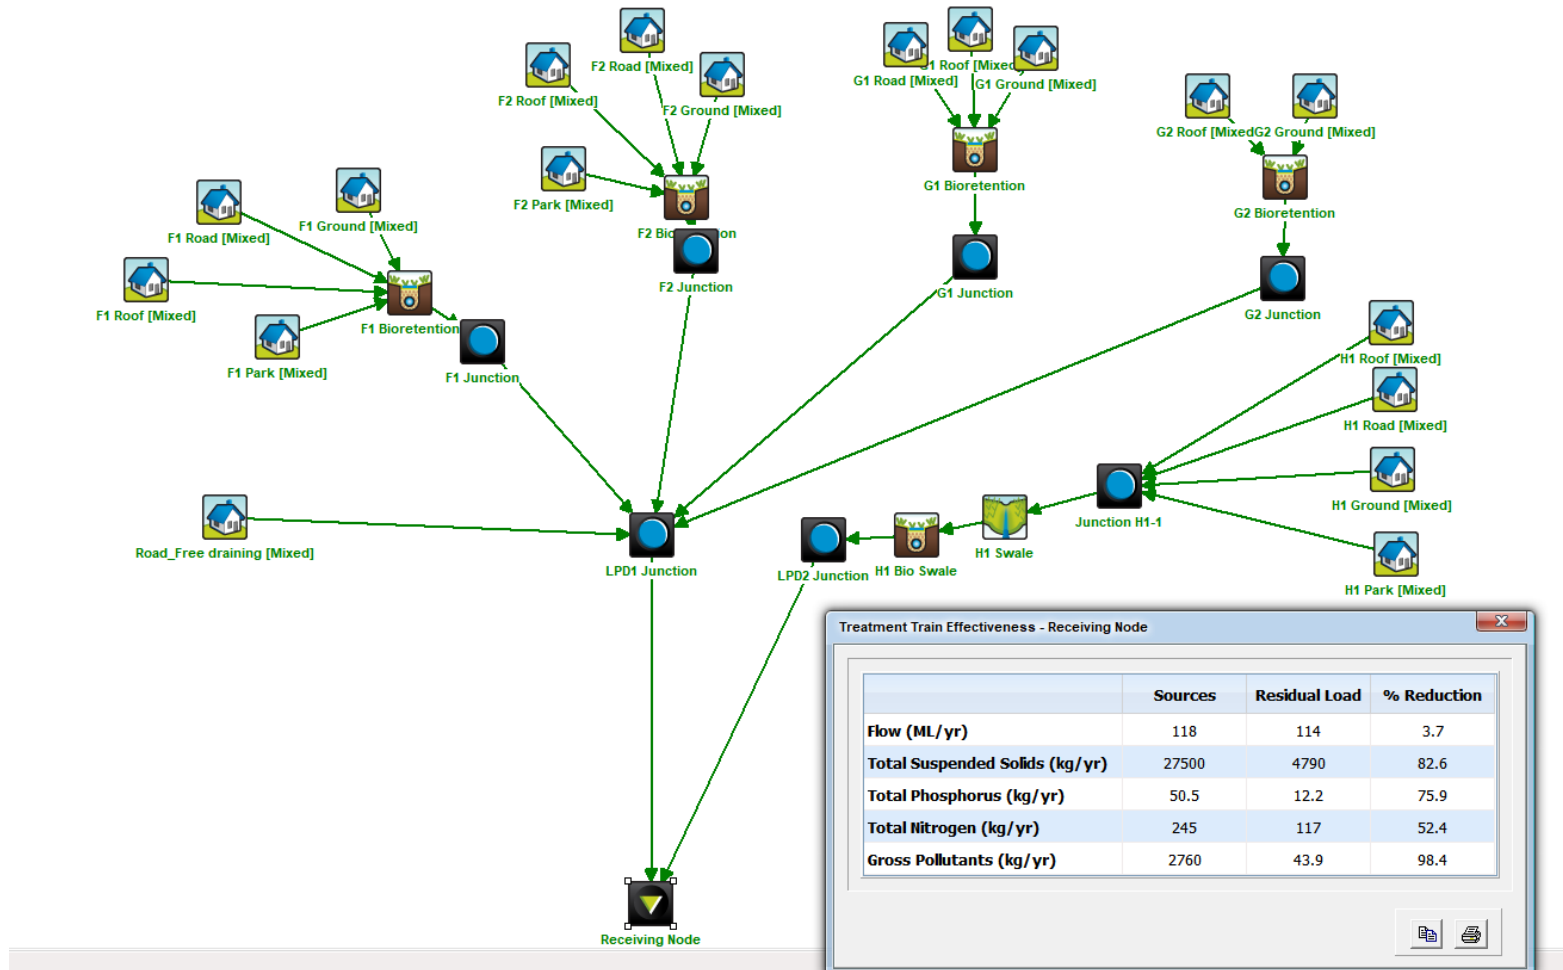 F2 Road [Mixed]
G1 Roof [Mixed]
G1 Road [Mixed]
G1 Ground [Mixed]
F2 Roof [Mixed]
F2 Ground [Mixed]
G2 Roof [Mixed
G2 Ground [Mixed]
G1 Bioretention
F2 Park [Mixed]
G2 Bioretention
F1 Ground [Mixed]
F1 Road [Mixed]
F2 Bio on
F2 Junction
G1 Junction
F1 Roof [Mixed]
G2 Junction
F1 Bioretention
H1 Roof [Mixed]
F1 Park [Mixed]
F1 Junction
H1 Road [Mixed]
H1 Ground [Mixed]
Junction H1-1
Road_Free draining [Mixed]
H1 Swale
LPD1 Junction
LPD2 Junction
H1 Bio Swale
H1 Park [Mixed]
Receiving Node
Treatment Train Effectiveness - Receiving Node
Sources Residual Load % Reduction
Flow (ML/yr) 118 114 3.7
Total Suspended Solids (kg/yr) 27500 4790 82.6
Total Phosphorus (kg/yr) 50.5 12.2 75.9
Total Nitrogen (kg/yr) 245 117 52.4
Gross Pollutants (kg/yr) 2760 43.9 98.4